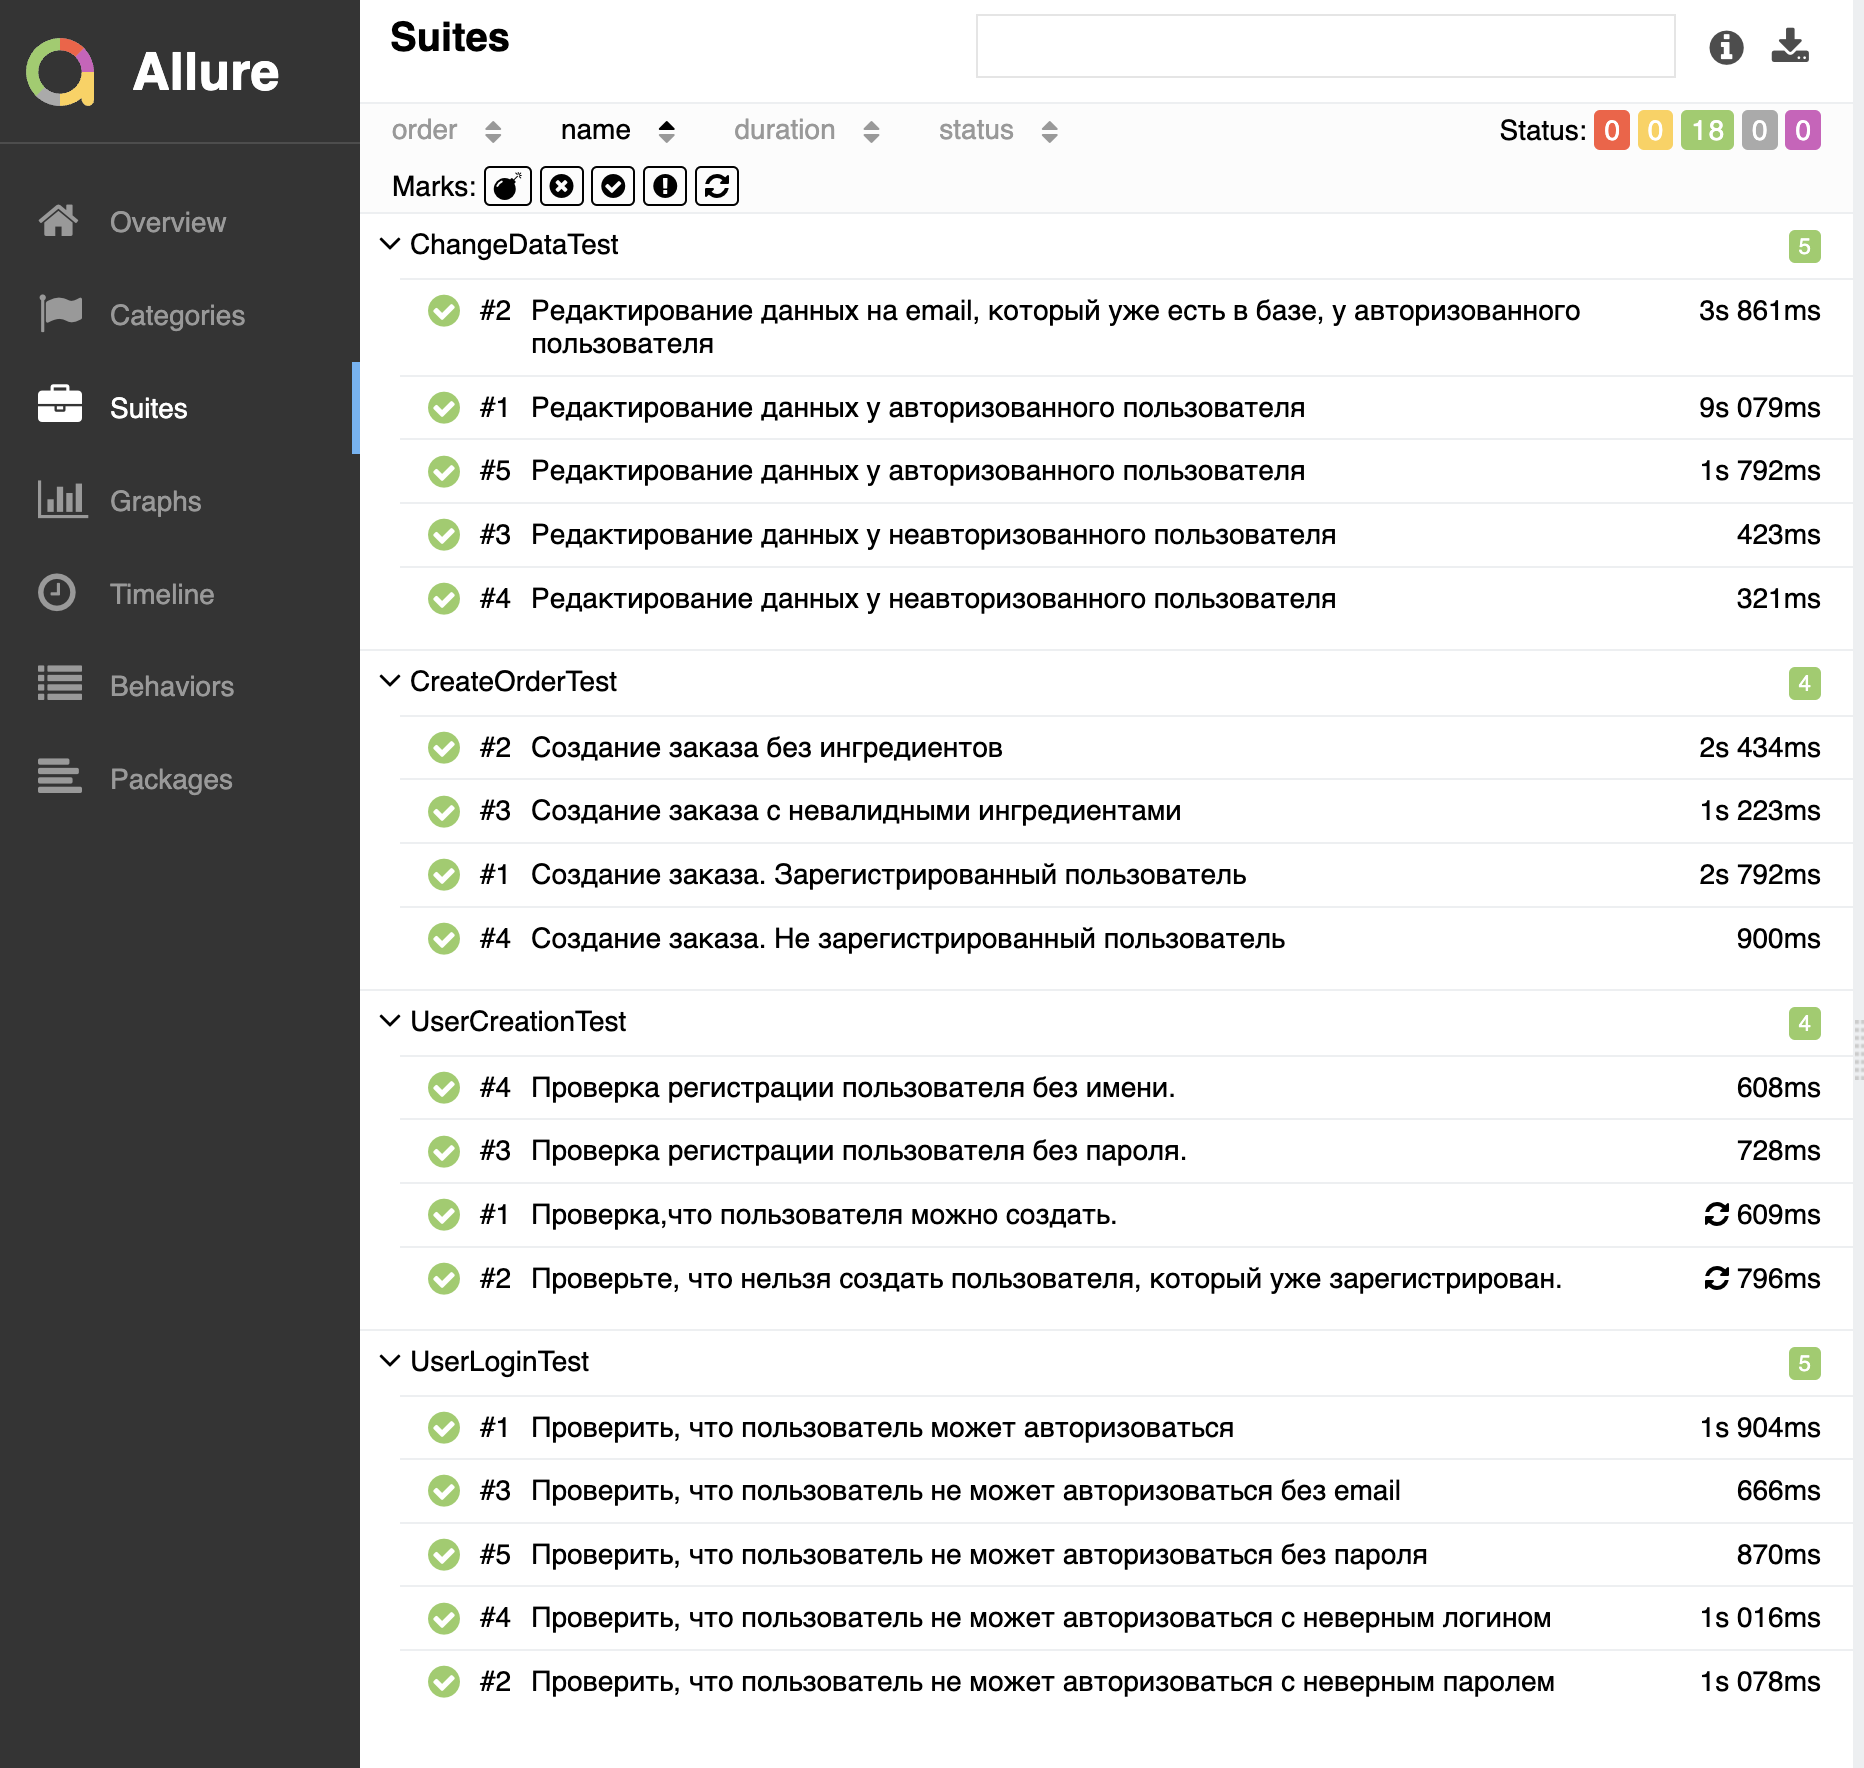 Allure
Overview
Categories
Suites
Graphs
Timeline
Behaviors
Packages
Suites
order name duration status Status: 0 0 18 0 0
Marks:
ChangeDataTest 5
#2 Редактирование данных на email, который уже есть в базе, у авторизованного 3s 861ms
пользователя
#1 Редактирование данных у авторизованного пользователя 9s 079ms
#5 Редактирование данных у авторизованного пользователя 1s 792ms
#3 Редактирование данных у неавторизованного пользователя 423ms
#4 Редактирование данных у неавторизованного пользователя 321ms
CreateOrderTest 4
#2 Создание заказа без ингредиентов 2s 434ms
#3 Создание заказа с невалидными ингредиентами 1s 223ms
#1 Создание заказа. Зарегистрированный пользователь 2s 792ms
#4 Создание заказа. Не зарегистрированный пользователь 900ms
UserCreationTest 4
#4 Проверка регистрации пользователя без имени. 608ms
#3 Проверка регистрации пользователя без пароля. 728ms
#1 Проверка,что пользователя можно создать. 609ms
#2 Проверьте, что нельзя создать пользователя, который уже зарегистрирован. 796ms
UserLoginTest 5
#1 Проверить, что пользователь может авторизоваться 1s 904ms
#3 Проверить, что пользователь не может авторизоваться без email 666ms
#5 Проверить, что пользователь не может авторизоваться без пароля 870ms
#4 Проверить, что пользователь не может авторизоваться с неверным логином 1s 016ms
#2 Проверить, что пользователь не может авторизоваться с неверным паролем 1s 078ms